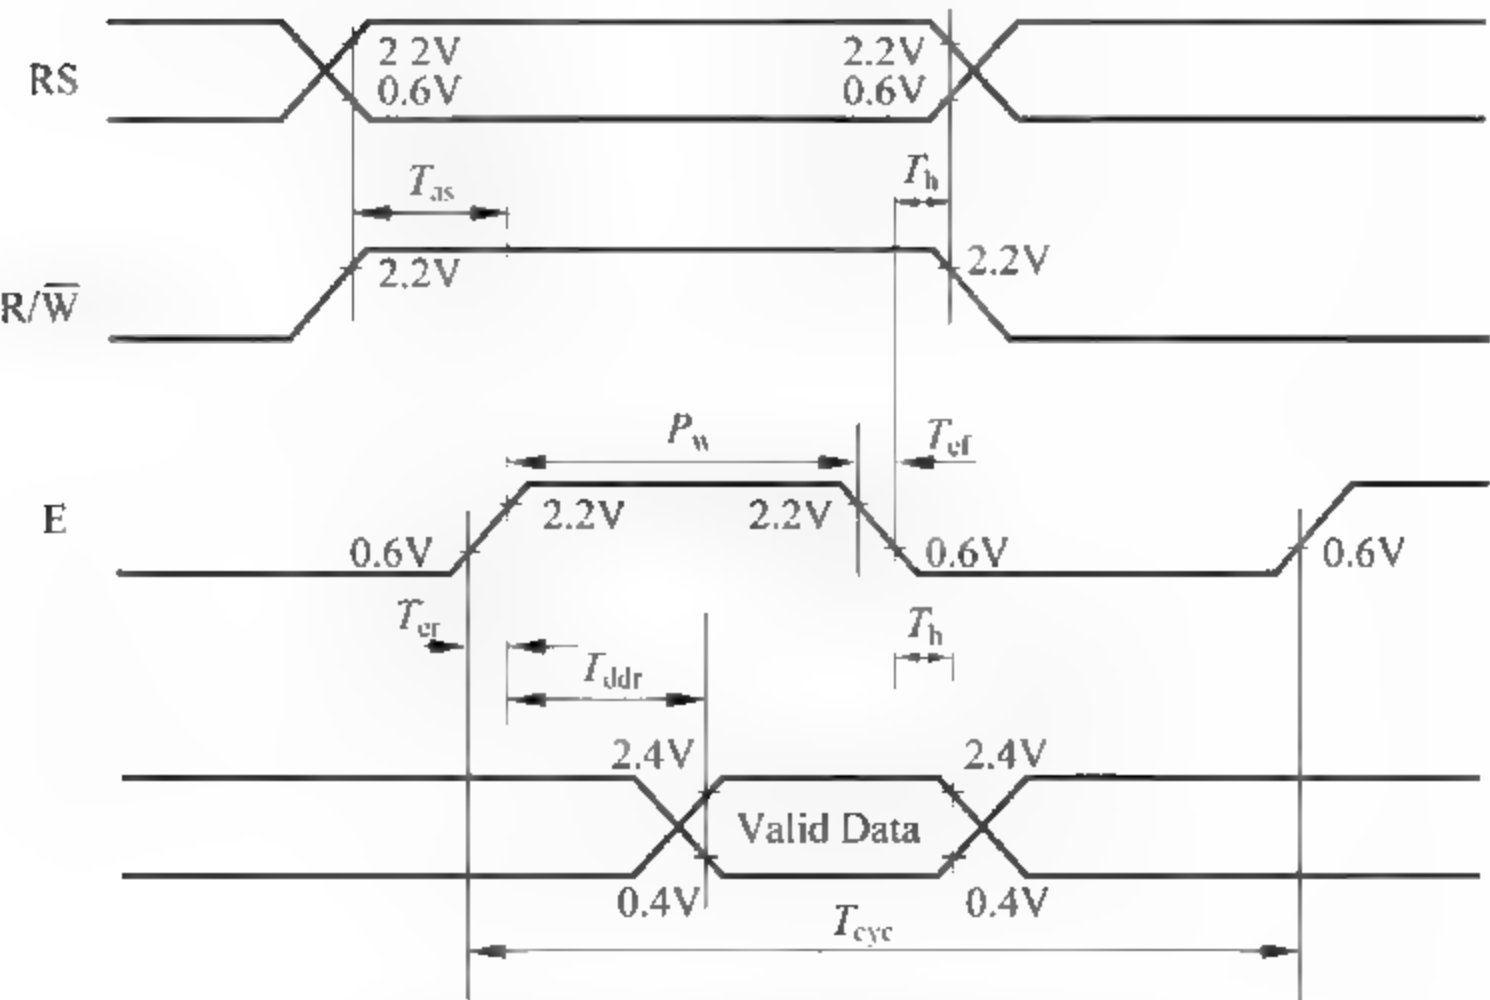 RS
2 2V
0.6V
2.2V
0.6V
Tas
Th
R/W̅
2.2V
2.2V
Pw
Tef
E
0.6V
2.2V
2.2V
0.6V
0.6V
Ter
Th
Tddr
2.4V
2.4V
Valid Data
0.4V
0.4V
Tcyc